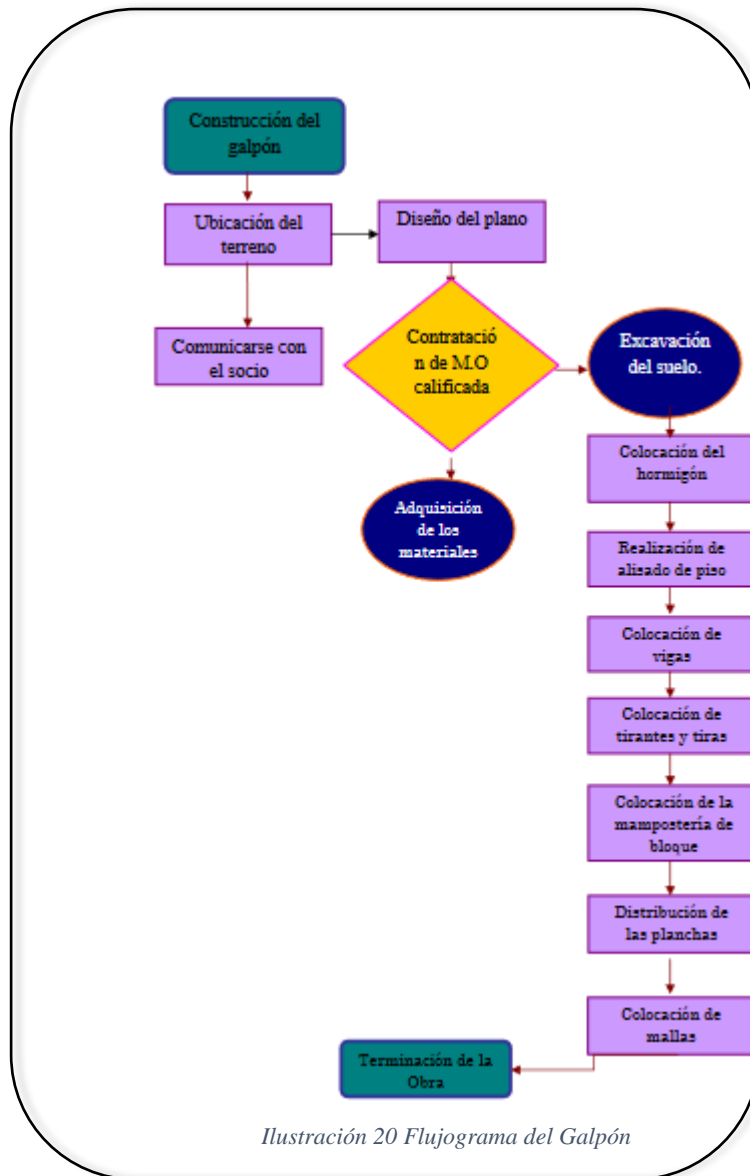 Construcción del
galpón
Ubicación del
terreno
Diseño del plano
Comunicarse con
el socio
Contratació
n de M.O
calificada
Excavación
del suelo.
Adquisición
de los
materiales
Colocación del
hormigón
Realización de
alisado de piso
Colocación de
vigas
Colocación de
tirantes y tiras
Colocación de la
mampostería de
bloque
Distribución de
las planchas
Colocación de
mallas
Terminación de la
Obra
Ilustración 20 Flujograma del Galpón